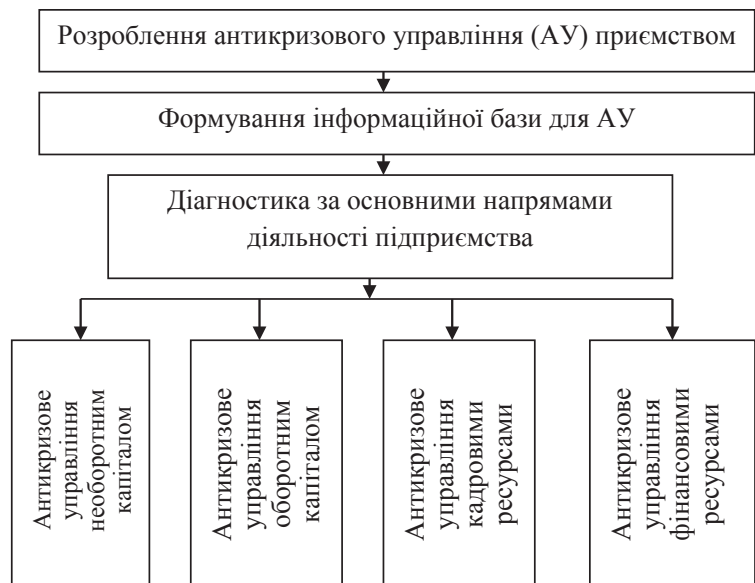 Розроблення антикризового управління (АУ) приємством
Формування інформаційної бази для АУ
Діагностика за основними напрямами
діяльності підприємства
Антикризове
управління
необоротним
капіталом
Антикризове
управління
оборотним
капіталом
Антикризове
управління
кадровими
ресурсами
Антикризове
управління
фінансовими
ресурсами